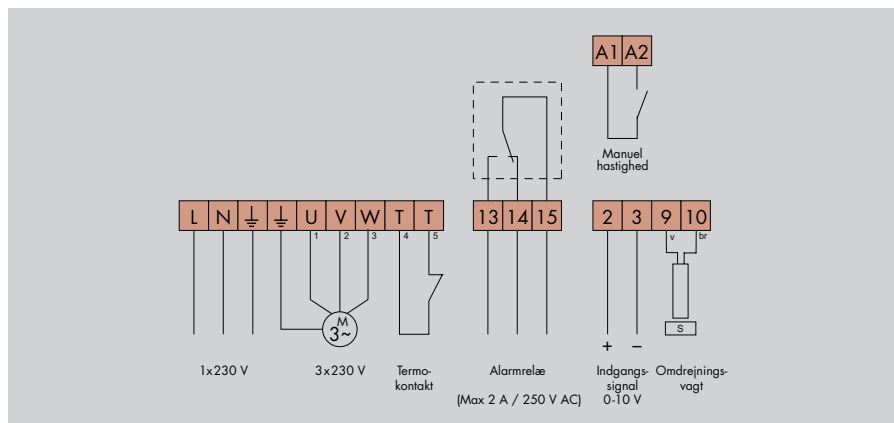 A1 A2
Manuel
hastighed
L N U V W T T
1 2 3 4 5
13 14 15
2 3 9 10
v br
M
3~
S
+ –
1x230 V
3x230 V
Termo-
kontakt
Alarmrelæ
(Max 2 A / 250 V AC)
Indgangs-
signal
0-10 V
Omdrejnings-
vagt